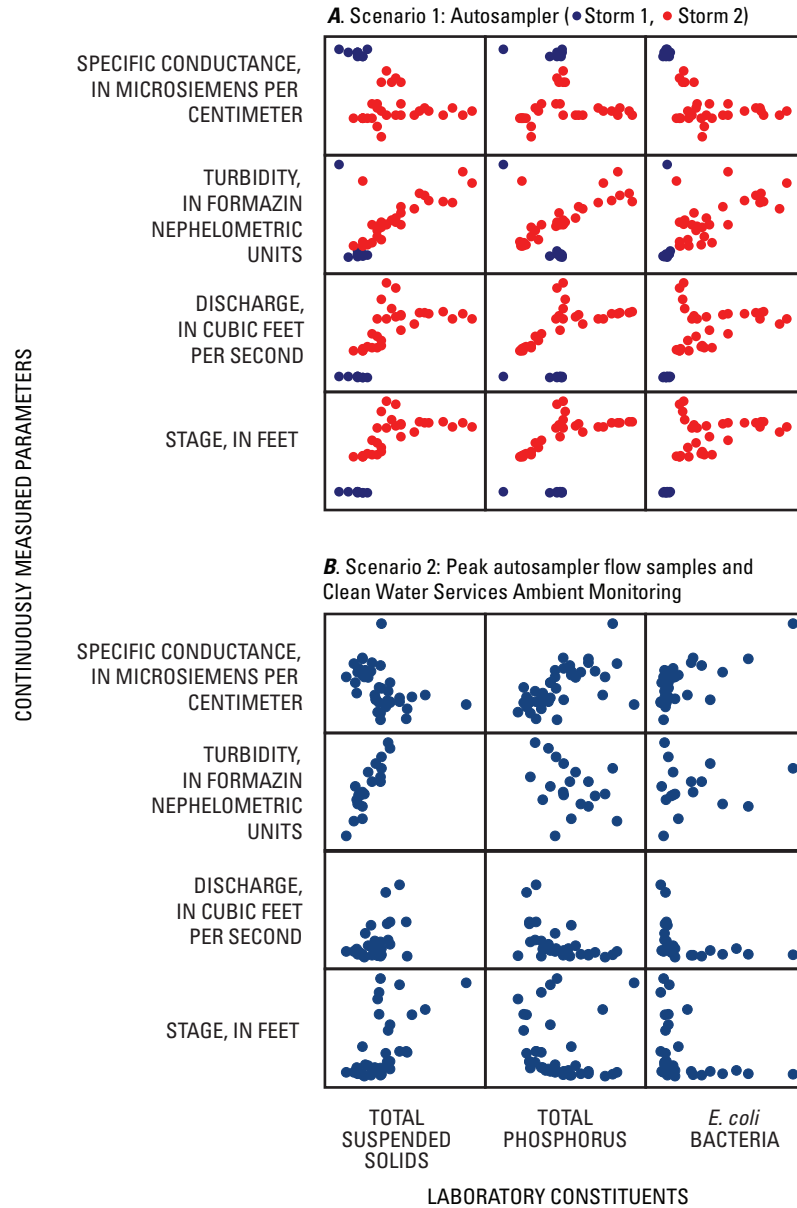 A. Scenario 1: Autosampler (● Storm 1, ● Storm 2)
SPECIFIC CONDUCTANCE,
IN MICROSIEMENS PER
CENTIMETER
TURBIDITY,
IN FORMAZIN
NEPHELOMETRIC
UNITS
DISCHARGE,
IN CUBIC FEET
PER SECOND
STAGE, IN FEET
CONTINUOUSLY MEASURED PARAMETERS
B. Scenario 2: Peak autosampler flow samples and
Clean Water Services Ambient Monitoring
SPECIFIC CONDUCTANCE,
IN MICROSIEMENS PER
CENTIMETER
TURBIDITY,
IN FORMAZIN
NEPHELOMETRIC
UNITS
DISCHARGE,
IN CUBIC FEET
PER SECOND
STAGE, IN FEET
TOTAL
SUSPENDED
SOLIDS
TOTAL
PHOSPHORUS
E. coli
BACTERIA
LABORATORY CONSTITUENTS